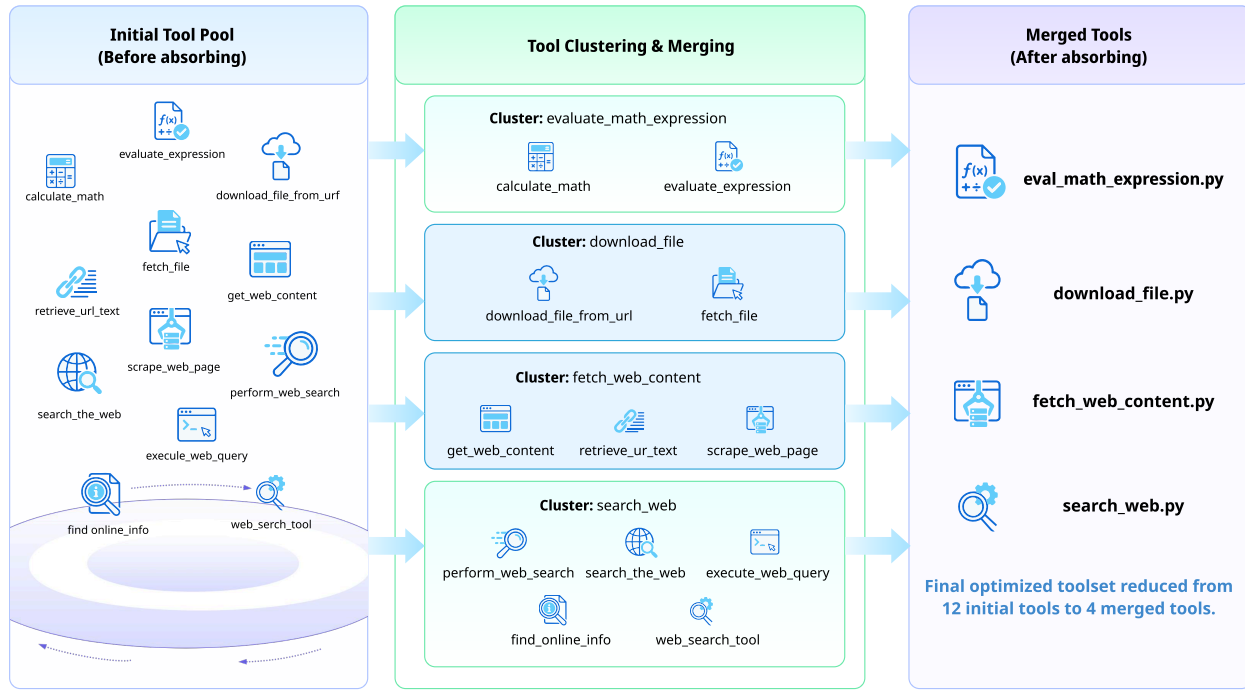 Initial Tool Pool
(Before absorbing)
evaluate_expression
calculate_math
download_file_from_urf
fetch_file
get_web_content
retrieve_url_text
scrape_web_page
perform_web_search
search_the_web
execute_web_query
find online_info
web_serch_tool
Tool Clustering & Merging
Cluster: evaluate_math_expression
calculate_math
evaluate_expression
Cluster: download_file
download_file_from_url
fetch_file
Cluster: fetch_web_content
get_web_content
retrieve_ur_text
scrape_web_page
Cluster: search_web
perform_web_search
search_the_web
execute_web_query
find_online_info
web_search_tool
Merged Tools
(After absorbing)
eval_math_expression.py
download_file.py
fetch_web_content.py
search_web.py
Final optimized toolset reduced from
12 initial tools to 4 merged tools.